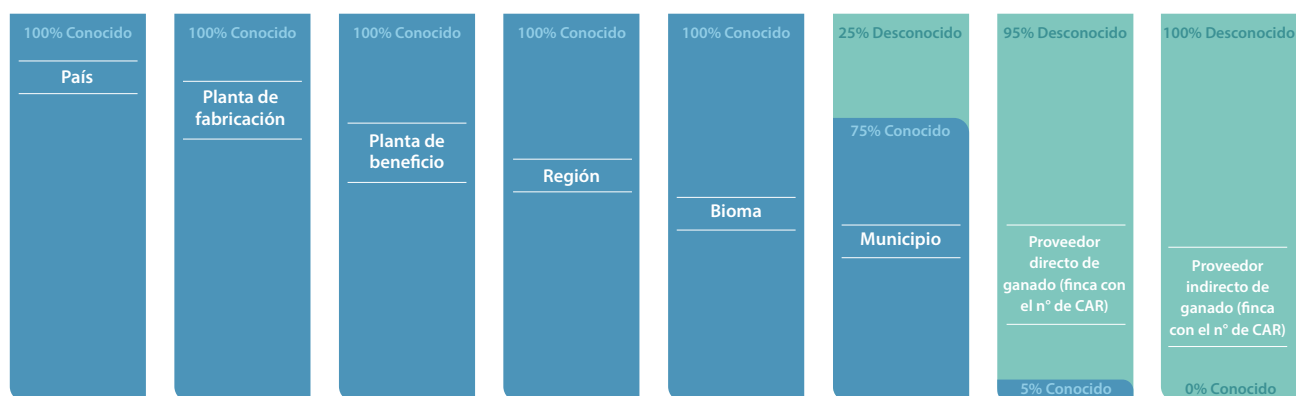 100% Conocido
País
100% Conocido
Planta de
fabricación
100% Conocido
Planta de
beneficio
100% Conocido
Región
100% Conocido
Bioma
25% Desconocido
75% Conocido
Municipio
95% Desconocido
Proveedor
directo de
ganado (finca con
el n° de CAR)
5% Conocido
100% Desconocido
Proveedor
indirecto de
ganado (finca
con el n° de CAR)
0% Conocido